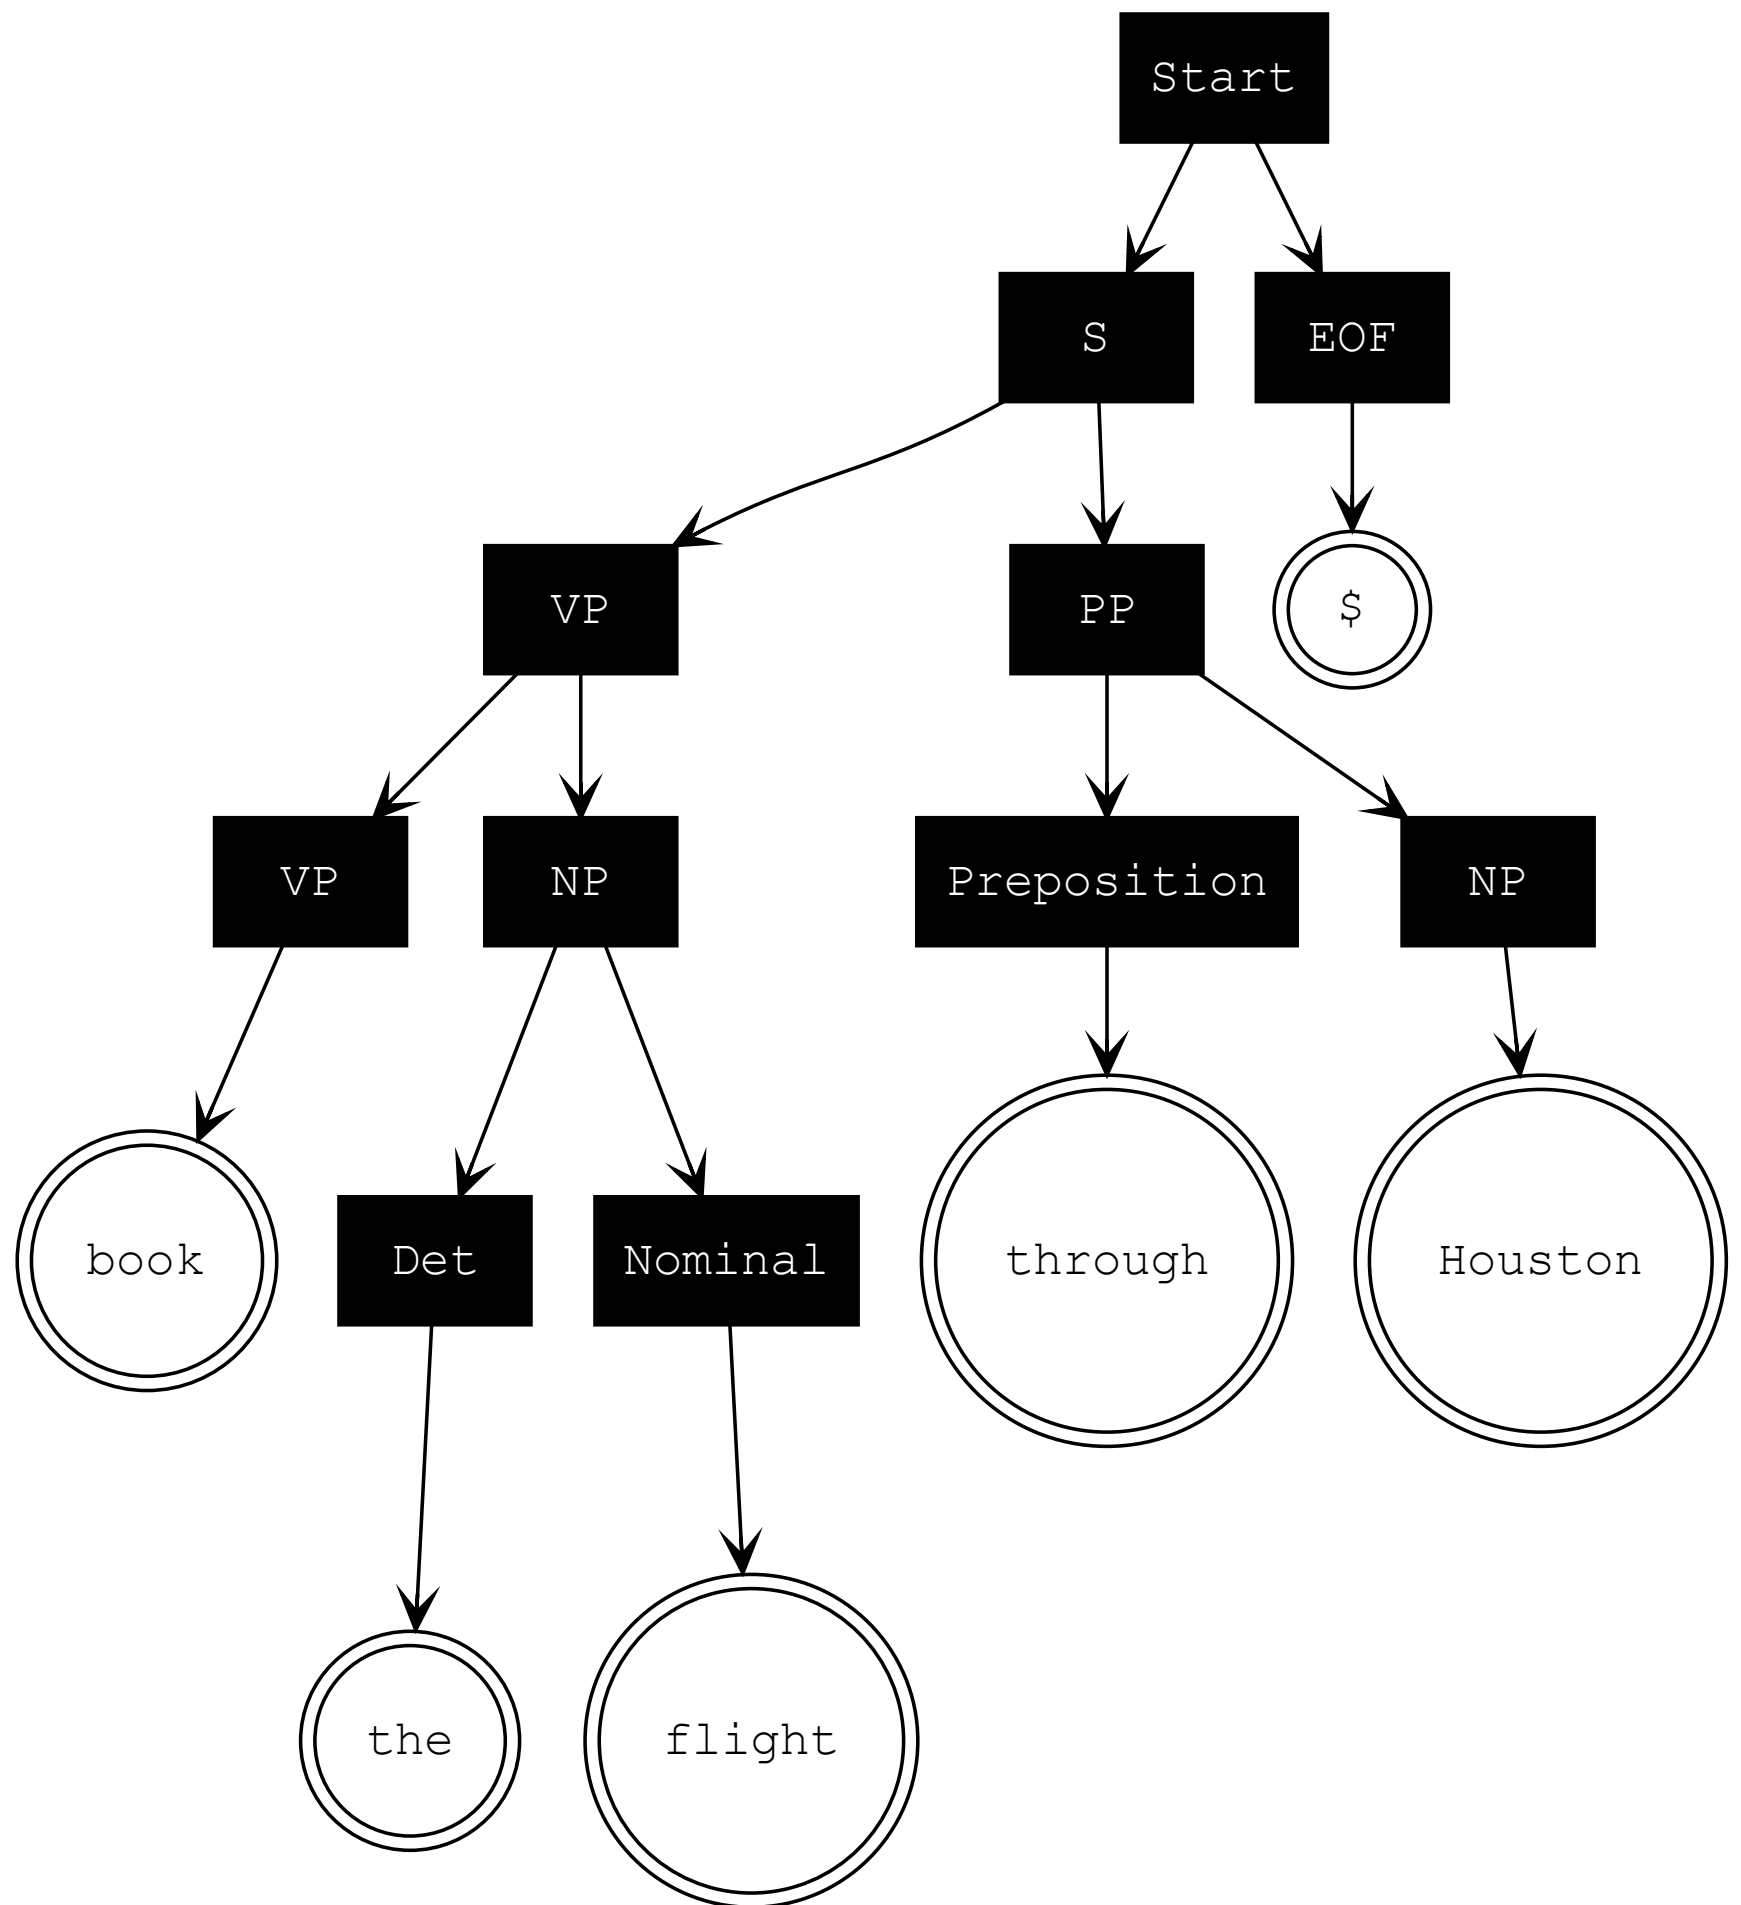 Start
S EOF
VP PP $
VP NP Preposition NP
book Det Nominal through Houston
the flight